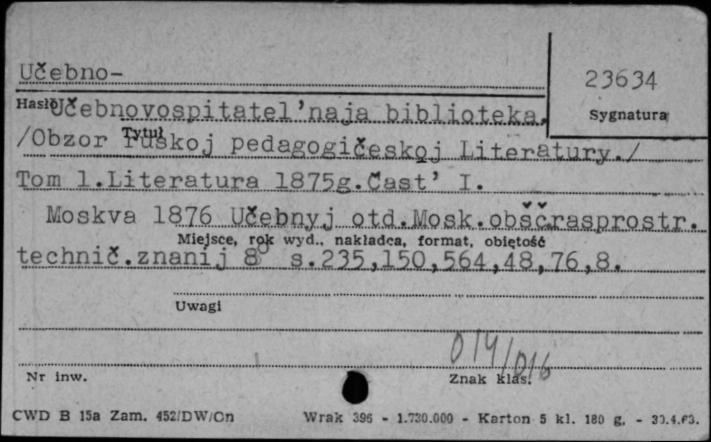 Učebno-
23634
Hasło
Sygnatura
Učebnovospitatel'naja biblioteka.
Tytuł
/Obzor ruskoj pedagogičeskoj Literatury./
Tom 1.Literatura 1875g.Čast' I.
Moskva 1876 Učebnyj otd.Mosk.obščrasprostr.
Miejsce, rok wyd., nakładca, format, objętość
technič.znanij 8° s.235,150,564,48,76,8.
Uwagi
014/016
Nr inw.
Znak klas.
CWD B 15a Zam. 452/DW/Cn Wrak 396 - 1.730.000 - Karton 5 kl. 180 g. - 30.4.63.